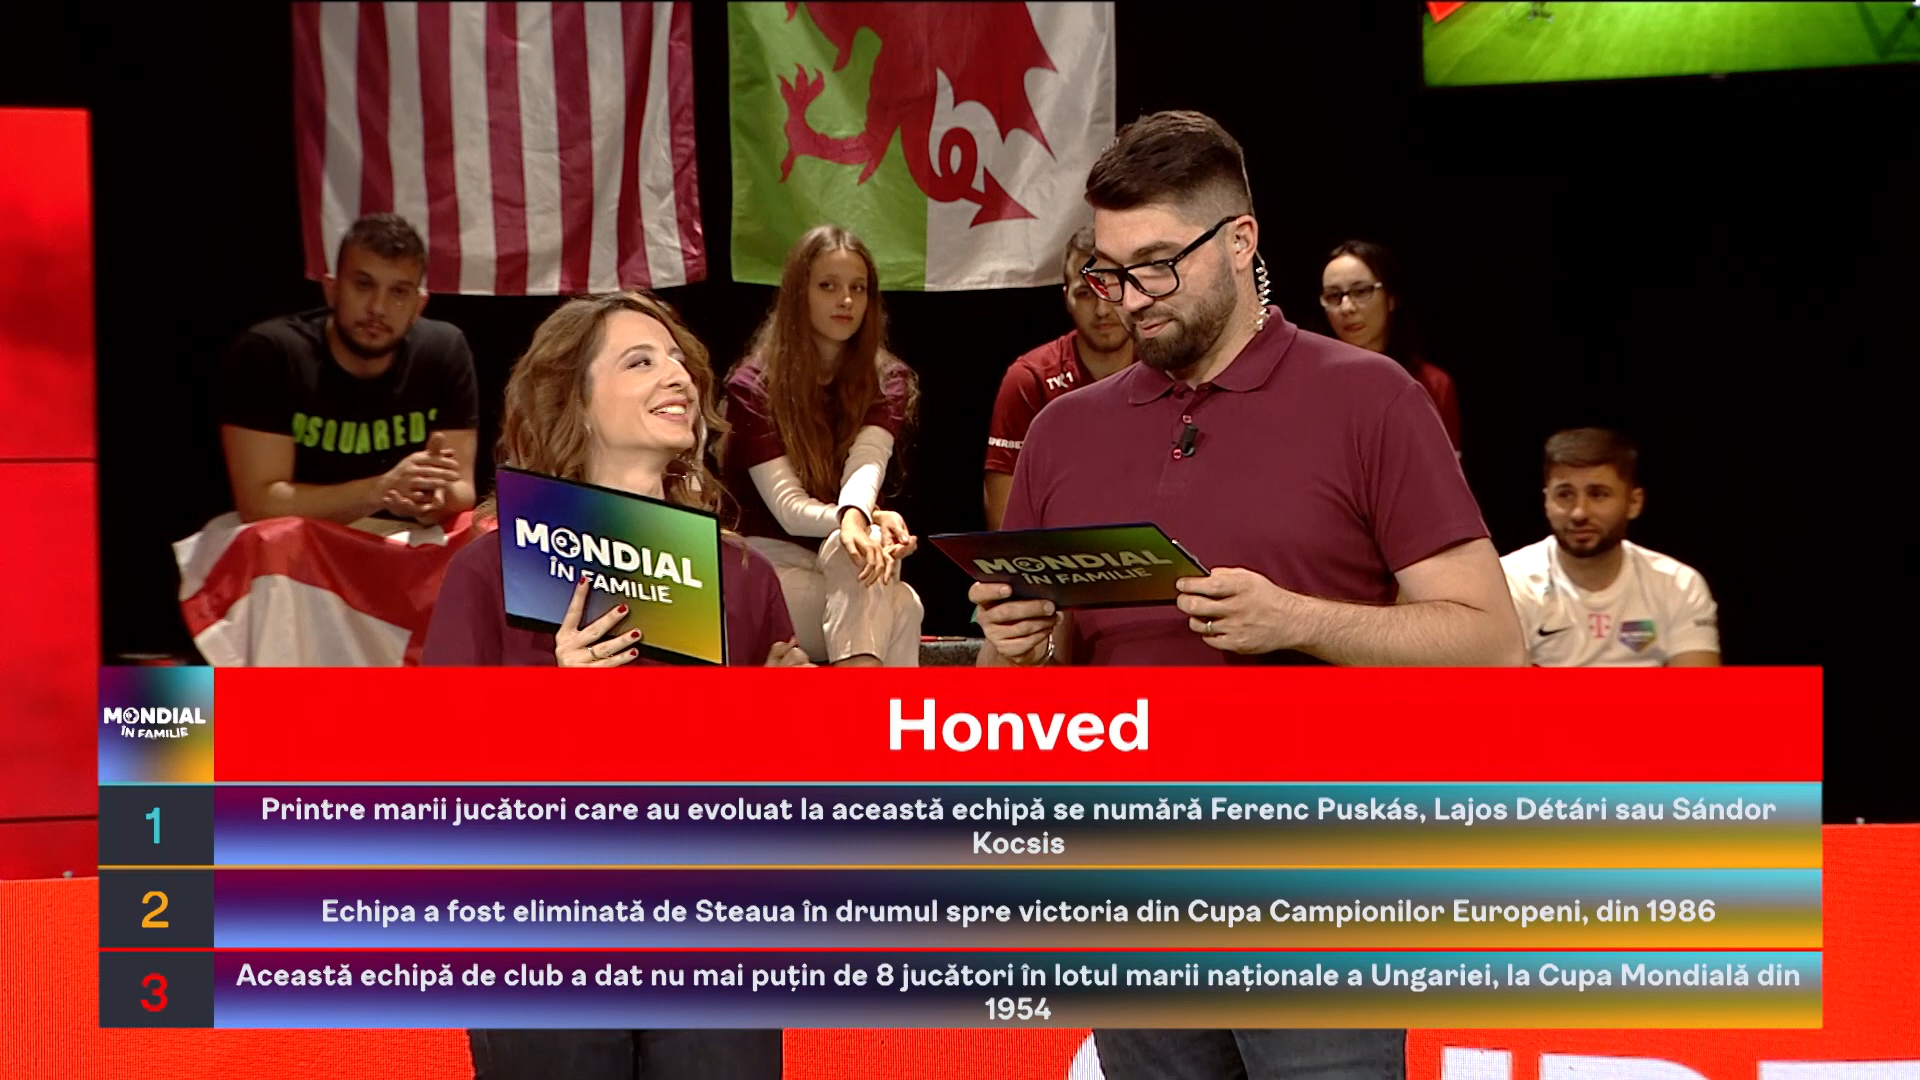 DSQUARED²
TVR 1
MONDIAL
ÎN FAMILIE
MONDIAL
ÎN FAMILIE
T
MONDIAL
ÎN FAMILIE
Honved
1
Printre marii jucători care au evoluat la această echipă se numără Ferenc Puskás, Lajos Détári sau Sándor
Kocsis
2
Echipa a fost eliminată de Steaua în drumul spre victoria din Cupa Campionilor Europeni, din 1986
3
Această echipă de club a dat nu mai puțin de 8 jucători în lotul marii naționale a Ungariei, la Cupa Mondială din
1954